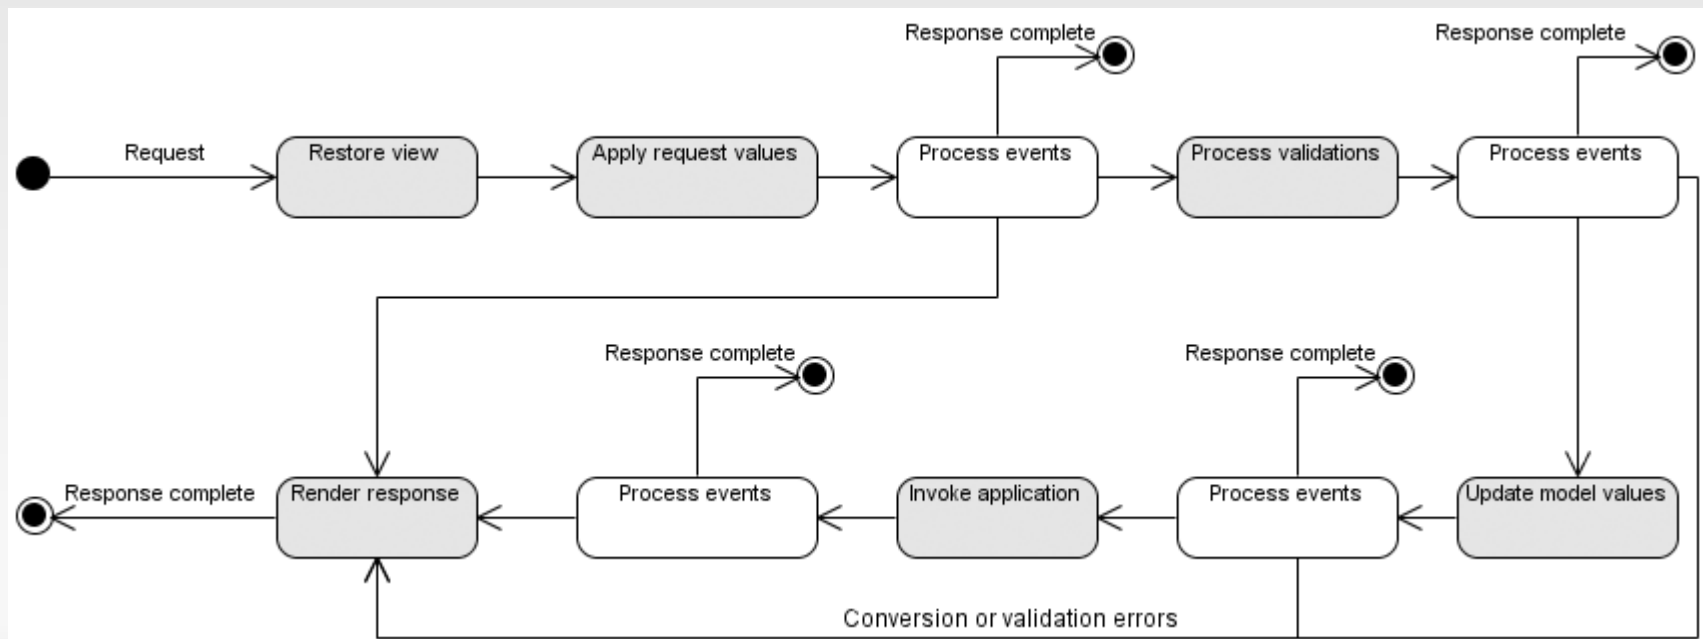 Response complete
Response complete
Request
Restore view
Apply request values
Process events
Process validations
Process events
Response complete
Response complete
Response complete
Render response
Process events
Invoke application
Process events
Update model values
Conversion or validation errors